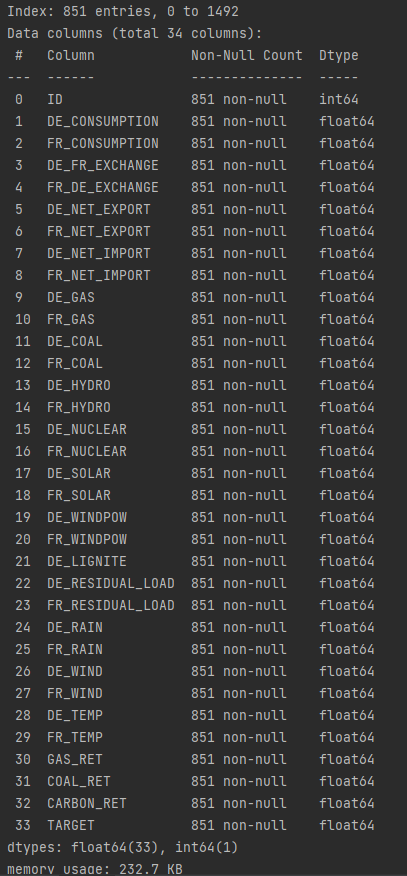 Index: 851 entries, 0 to 1492
Data columns (total 34 columns):
 #   Column            Non-Null Count  Dtype
---  ------            --------------  -----
 0   ID                851 non-null    int64
 1   DE_CONSUMPTION    851 non-null    float64
 2   FR_CONSUMPTION    851 non-null    float64
 3   DE_FR_EXCHANGE    851 non-null    float64
 4   FR_DE_EXCHANGE    851 non-null    float64
 5   DE_NET_EXPORT     851 non-null    float64
 6   FR_NET_EXPORT     851 non-null    float64
 7   DE_NET_IMPORT     851 non-null    float64
 8   FR_NET_IMPORT     851 non-null    float64
 9   DE_GAS            851 non-null    float64
 10  FR_GAS            851 non-null    float64
 11  DE_COAL           851 non-null    float64
 12  FR_COAL           851 non-null    float64
 13  DE_HYDRO          851 non-null    float64
 14  FR_HYDRO          851 non-null    float64
 15  DE_NUCLEAR        851 non-null    float64
 16  FR_NUCLEAR        851 non-null    float64
 17  DE_SOLAR          851 non-null    float64
 18  FR_SOLAR          851 non-null    float64
 19  DE_WINDPOW        851 non-null    float64
 20  FR_WINDPOW        851 non-null    float64
 21  DE_LIGNITE        851 non-null    float64
 22  DE_RESIDUAL_LOAD  851 non-null    float64
 23  FR_RESIDUAL_LOAD  851 non-null    float64
 24  DE_RAIN           851 non-null    float64
 25  FR_RAIN           851 non-null    float64
 26  DE_WIND           851 non-null    float64
 27  FR_WIND           851 non-null    float64
 28  DE_TEMP           851 non-null    float64
 29  FR_TEMP           851 non-null    float64
 30  GAS_RET           851 non-null    float64
 31  COAL_RET          851 non-null    float64
 32  CARBON_RET        851 non-null    float64
 33  TARGET            851 non-null    float64
dtypes: float64(33), int64(1)
memory usage: 232.7 KB